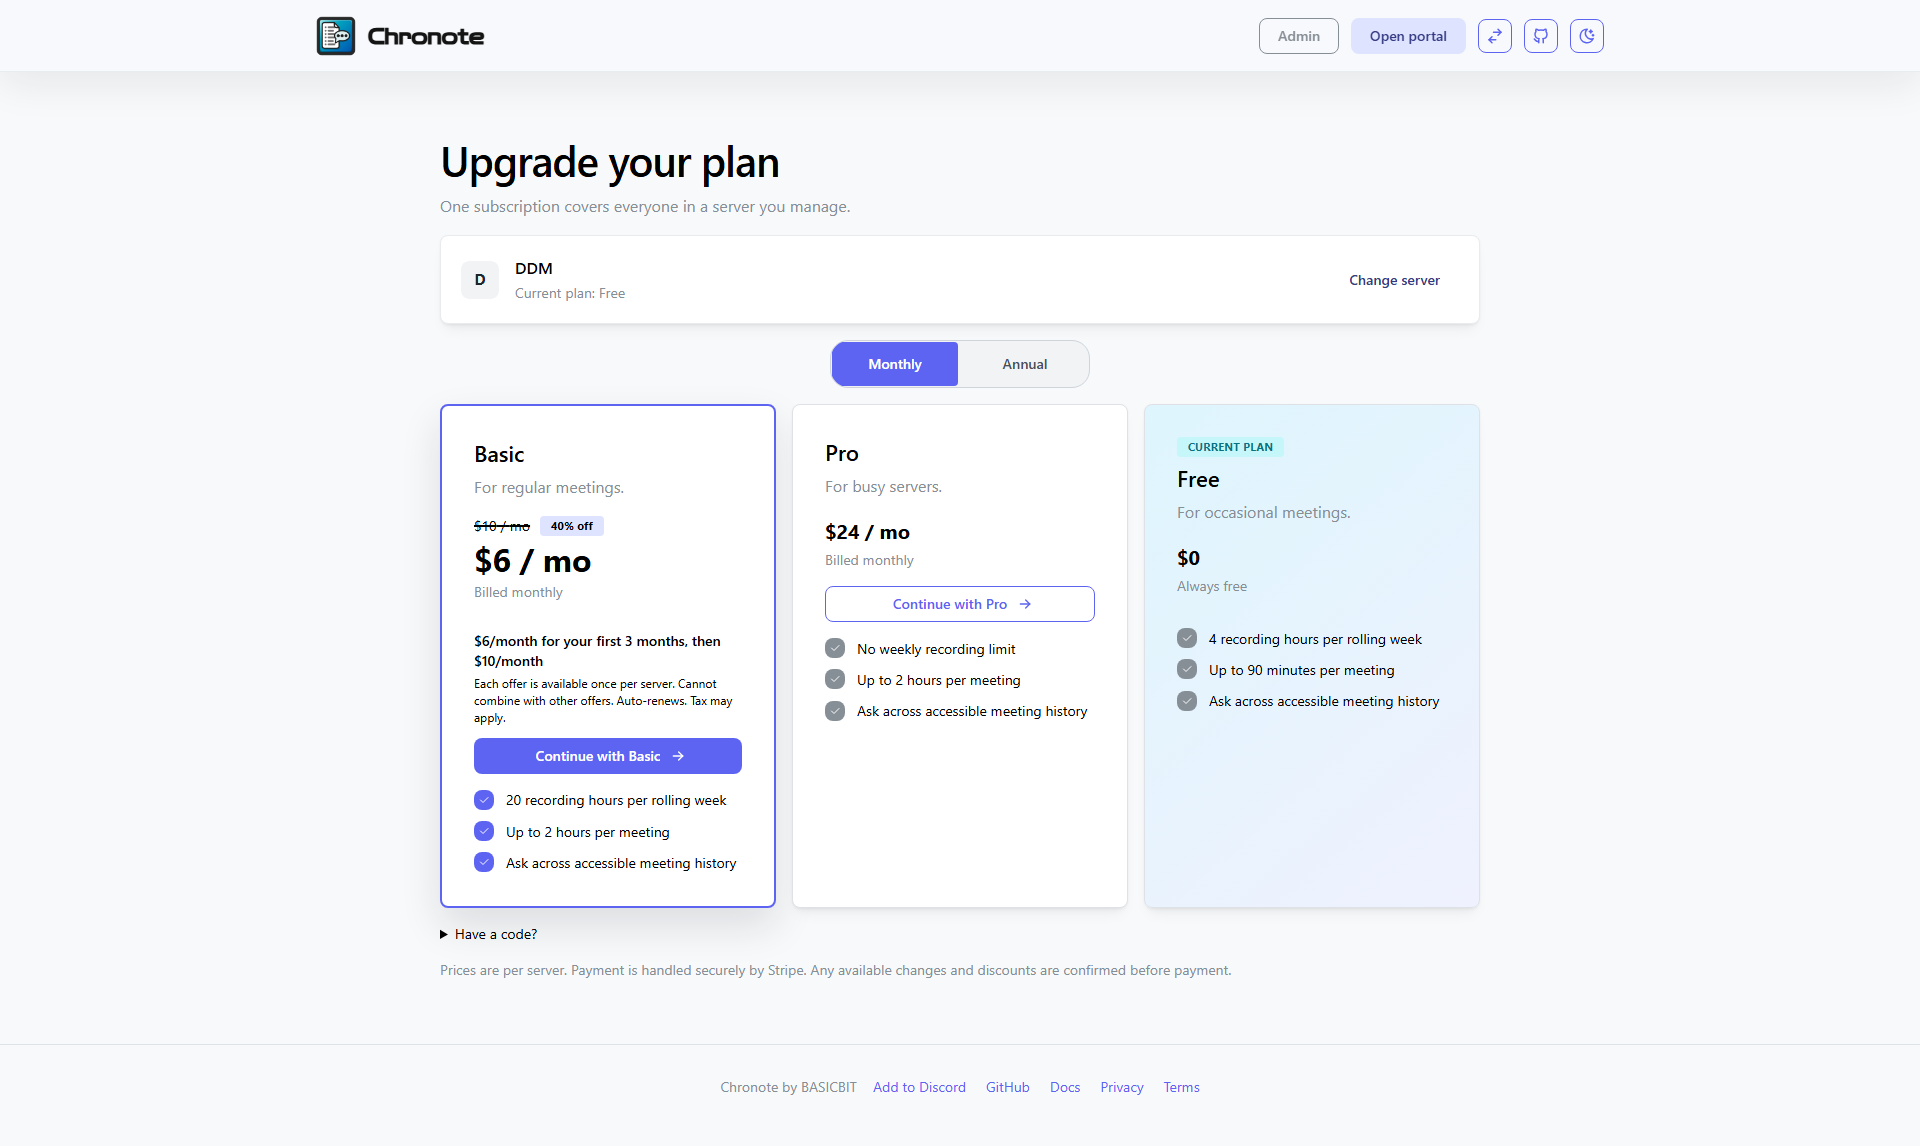 Chronote
Admin
Open portal
Upgrade your plan
One subscription covers everyone in a server you manage.
D
DDM
Current plan: Free
Change server
Monthly
Annual
Basic
For regular meetings.
$10 / mo
40% off
$6 / mo
Billed monthly
$6/month for your first 3 months, then
$10/month
Each offer is available once per server. Cannot
combine with other offers. Auto-renews. Tax may
apply.
Continue with Basic
20 recording hours per rolling week
Up to 2 hours per meeting
Ask across accessible meeting history
Pro
For busy servers.
$24 / mo
Billed monthly
Continue with Pro
No weekly recording limit
Up to 2 hours per meeting
Ask across accessible meeting history
CURRENT PLAN
Free
For occasional meetings.
$0
Always free
4 recording hours per rolling week
Up to 90 minutes per meeting
Ask across accessible meeting history
Have a code?
Prices are per server. Payment is handled securely by Stripe. Any available changes and discounts are confirmed before payment.
Chronote by BASICBIT
Add to Discord
GitHub
Docs
Privacy
Terms